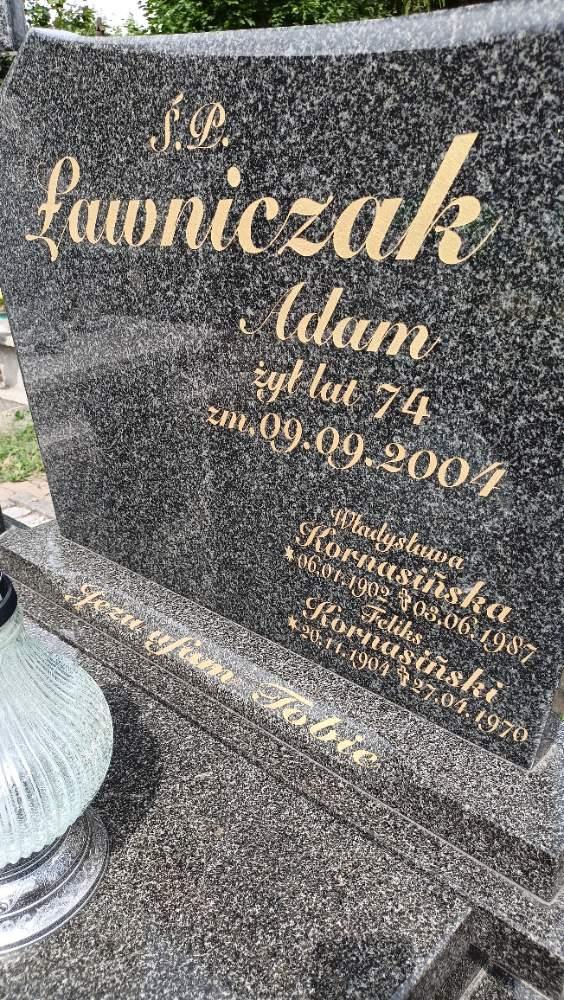 Ś.P.
Ławniczak
Adam
żył lat 74
zm. 09.09.2004
Władysława
Kornasińska
* 06.01.1902 ✝ 03.06.1987
Feliks
Kornasiński
* 20.11.1904 ✝ 27.04.1970
Jezu ufam Tobie